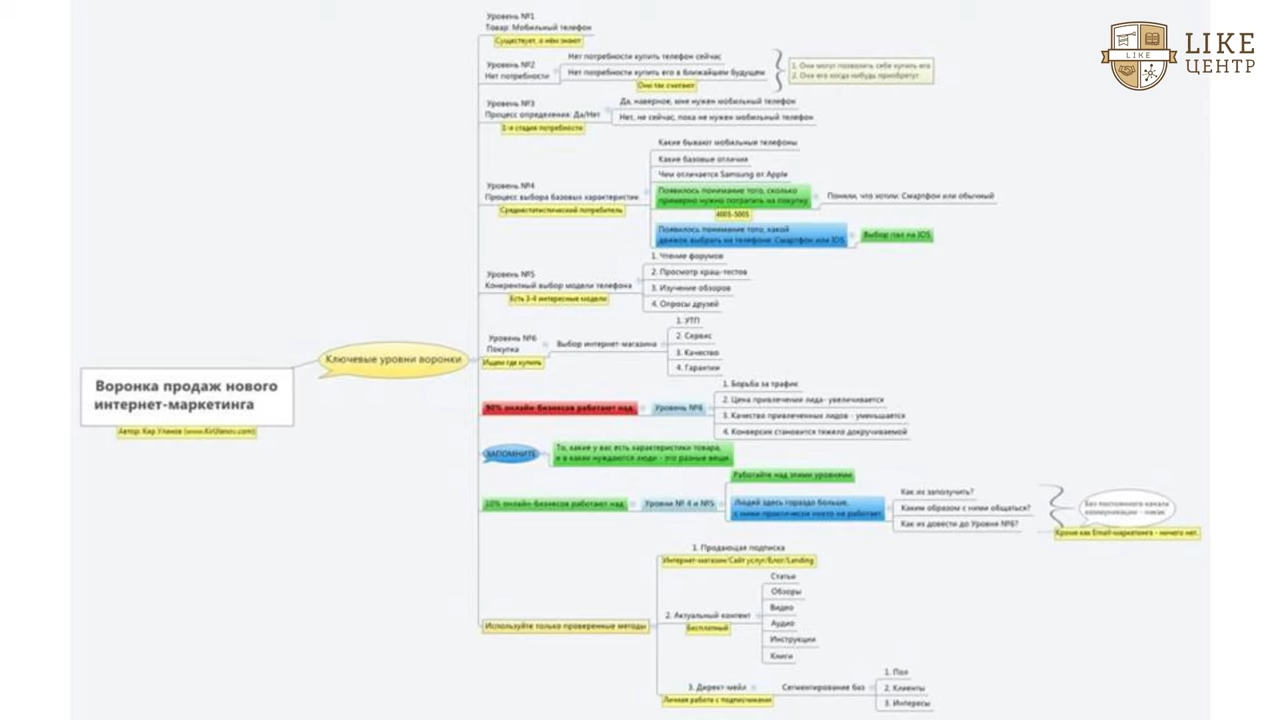 LIKE
ЦЕНТР
LIKE
Воронка продаж нового
интернет-маркетинга
Автор: Кир Уланов (www.KirUlanov.com)
Ключевые уровни воронки
Уровень №1
Товар: Мобильный телефон
Существует, о нём знают
Уровень №2
Нет потребности
Нет потребности купить телефон сейчас
Нет потребности купить его в ближайшем будущем
Они так считают
1. Они могут позволить себе купить его
2. Они его когда нибудь приобретут
Уровень №3
Процесс определения: Да/Нет
1-я стадия потребности
Да, наверное, мне нужен мобильный телефон
Нет, не сейчас, пока не нужен мобильный телефон
Уровень №4
Процесс выбора базовых характеристик
Среднестатистический потребитель
Какие бывают мобильные телефоны
Какие базовые отличия
Чем отличается Samsung от Apple
Появилось понимание того, сколько
примерно нужно потратить на покупку
400$-500$
Поняли, что хотим: Смартфон или обычный
Появилось понимание того, какой
движок выбрать на телефоне: Смартфон или IOS
Выбор пал на IOS
Уровень №5
Конкрентный выбор модели телефона
Есть 3-4 интересные модели
1. Чтение форумов
2. Просмотр краш-тестов
3. Изучение обзоров
4. Опросы друзей
Уровень №6
Покупка
Ищем где купить
Выбор интернет-магазина
1. УТП
2. Сервис
3. Качество
4. Гарантии
90% онлайн-бизнесов работают над:
Уровень №6
1. Борьба за трафик
2. Цена привлечения лида- увеличивается
3. Качество привлеченных лидов - уменьшается
4. Конверсия становится тяжело докручиваемой
ЗАПОМНИТЕ
То, какие у вас есть характеристики товара,
и в каких нуждаются люди - это разные вещи.
10% онлайн-бизнесов работают над:
Уровни № 4 и №5
Работайте над этими уровнями
Людей здесь гораздо больше,
с ними практически никто не работает.
Как их заполучить?
Каким образом с ними общаться?
Как их довести до Уровня №6?
Без постоянного канала
коммуникации - никак
Кроме как Email-маркетинга - ничего нет.
Используйте только проверенные методы
1. Продающая подписка
Интернет-магазин/Сайт услуг/Блог/Landing
2. Актуальный контент
Бесплатный
Статьи
Обзоры
Видео
Аудио
Инструкции
Книги
3. Директ-мейл
Личная работа с подписчиками
Сегментирование баз
1. Пол
2. Клиенты
3. Интересы